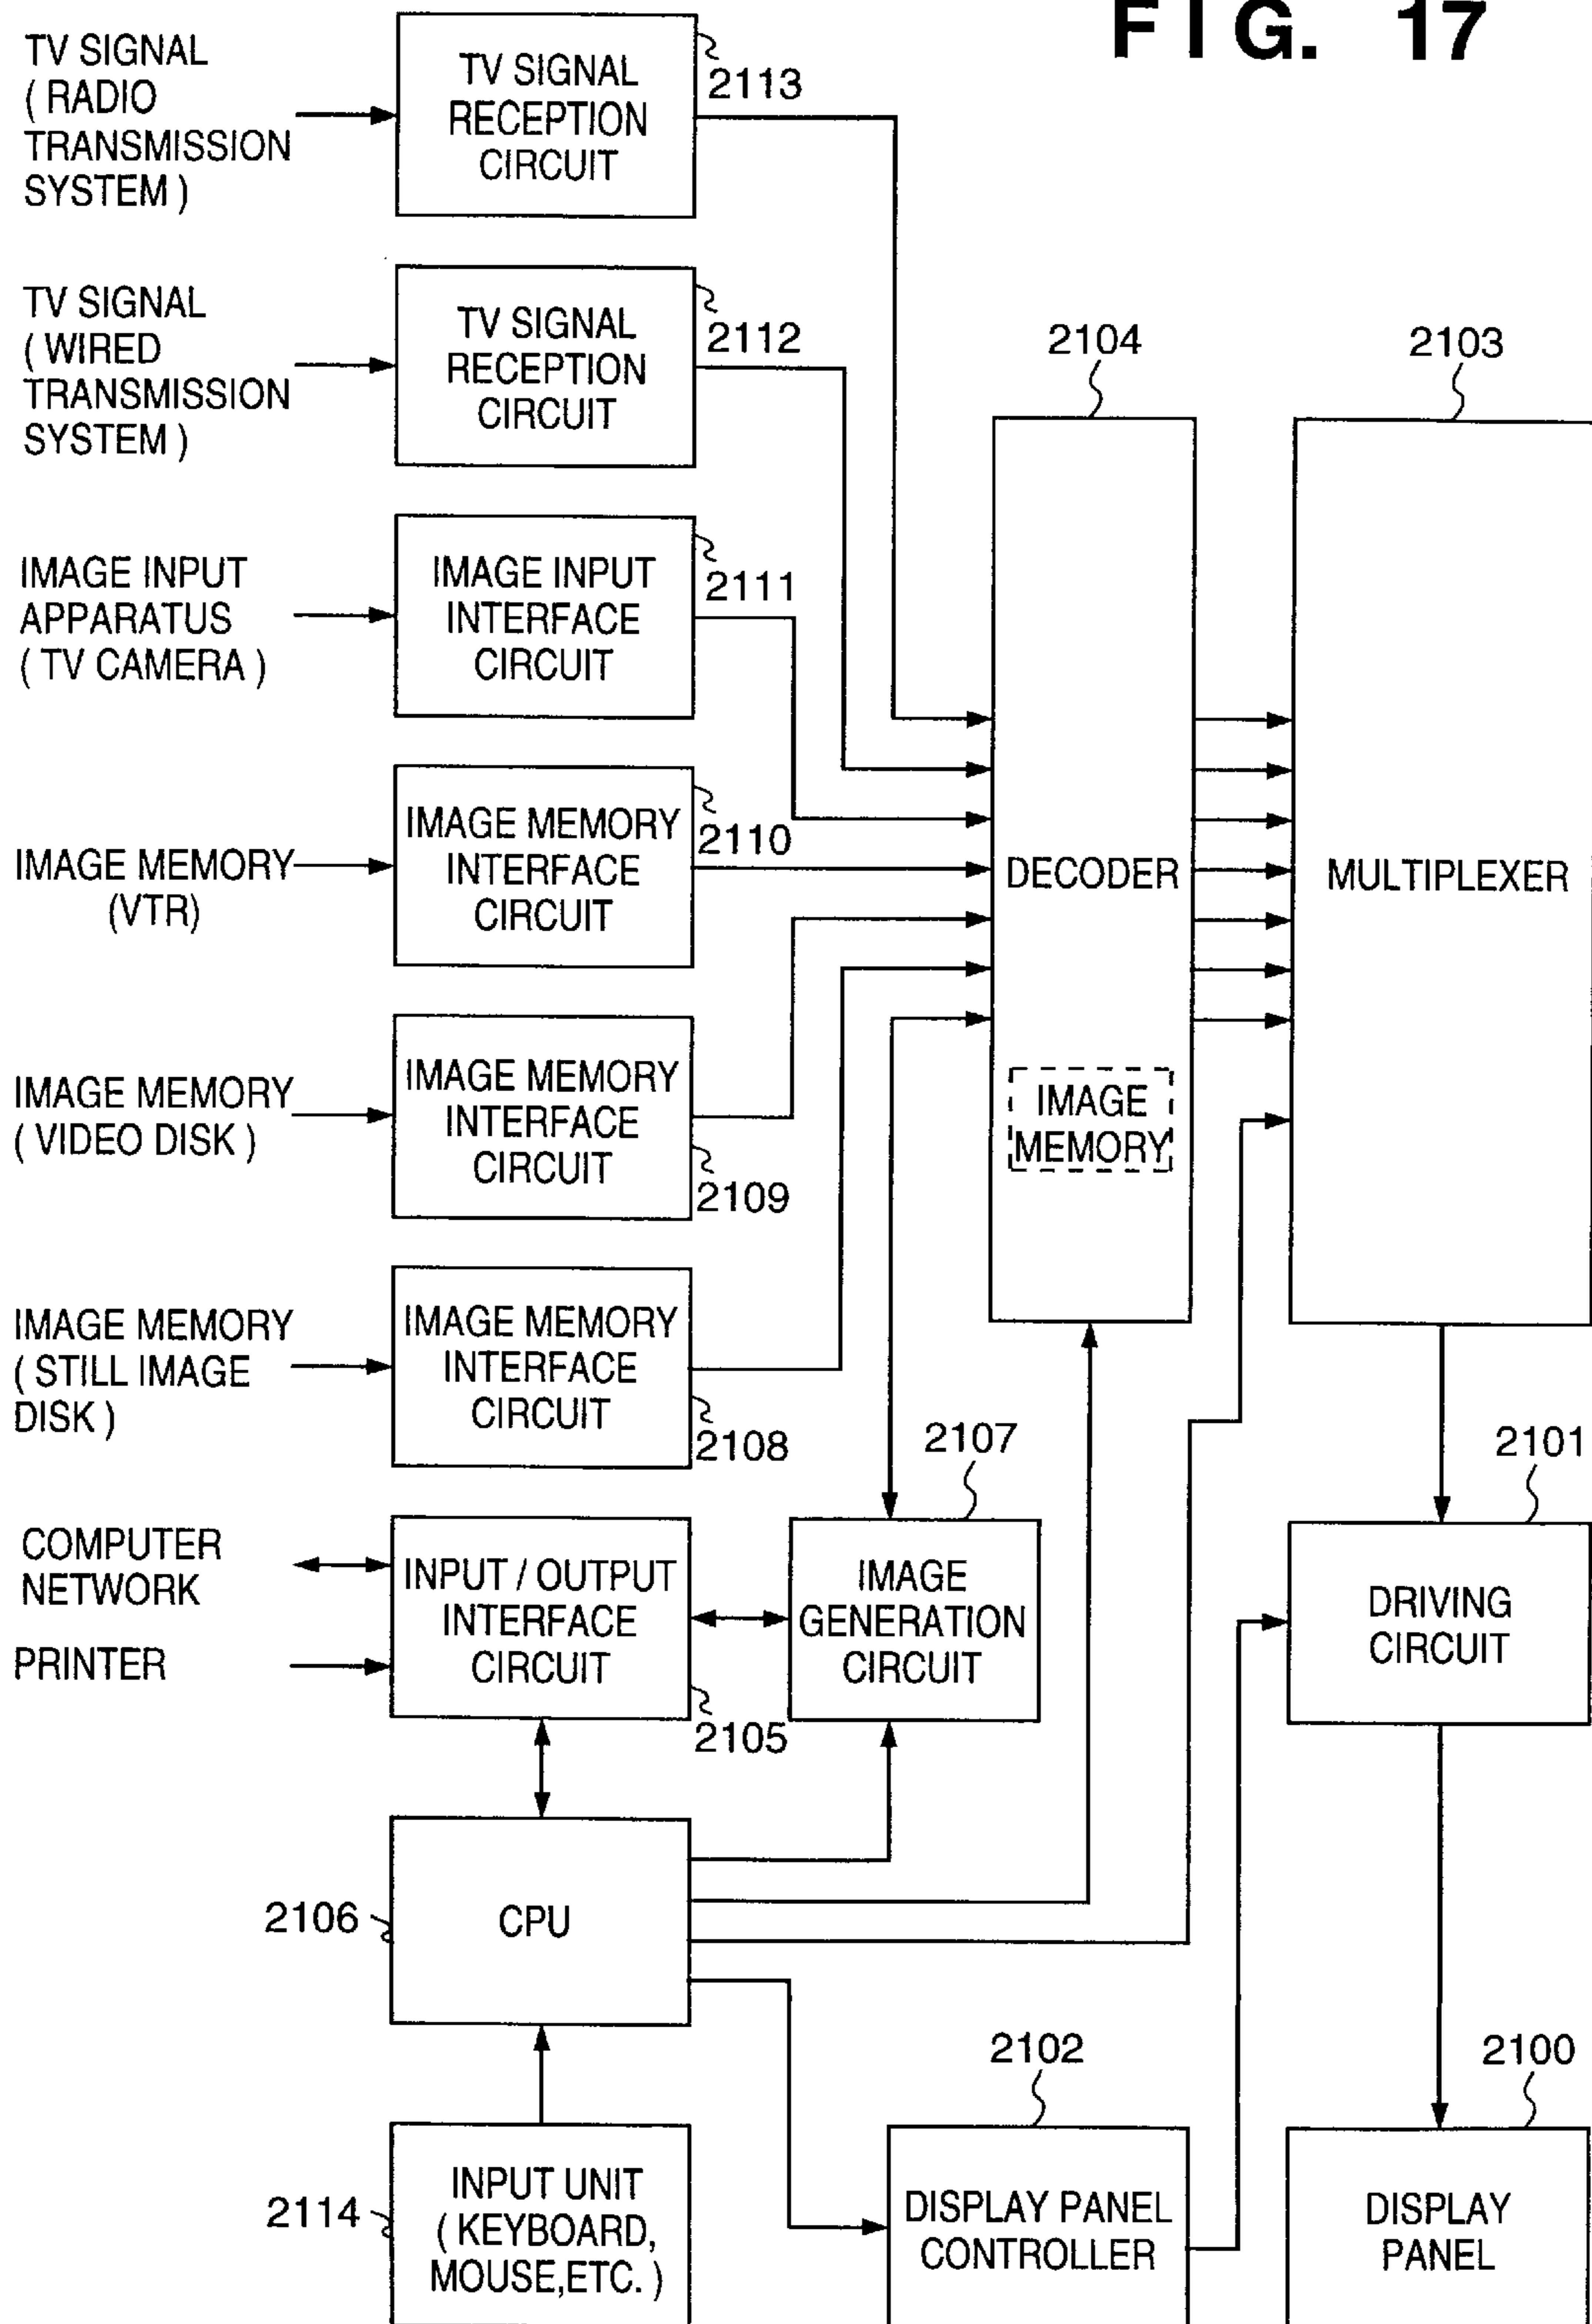 FIG. 17
TV SIGNAL
( RADIO
TRANSMISSION
SYSTEM )
TV SIGNAL
RECEPTION
CIRCUIT
2113
TV SIGNAL
( WIRED
TRANSMISSION
SYSTEM )
TV SIGNAL
RECEPTION
CIRCUIT
2112
2104
2103
IMAGE INPUT
APPARATUS
( TV CAMERA )
IMAGE INPUT
INTERFACE
CIRCUIT
2111
IMAGE MEMORY
(VTR)
IMAGE MEMORY
INTERFACE
CIRCUIT
2110
DECODER
MULTIPLEXER
IMAGE MEMORY
( VIDEO DISK )
IMAGE MEMORY
INTERFACE
CIRCUIT
2109
IMAGE
MEMORY
IMAGE MEMORY
( STILL IMAGE
DISK )
IMAGE MEMORY
INTERFACE
CIRCUIT
2108
2107
2101
COMPUTER
NETWORK
PRINTER
INPUT / OUTPUT
INTERFACE
CIRCUIT
2105
IMAGE
GENERATION
CIRCUIT
DRIVING
CIRCUIT
2106
CPU
2102
2100
2114
INPUT UNIT
( KEYBOARD,
MOUSE,ETC. )
DISPLAY PANEL
CONTROLLER
DISPLAY
PANEL